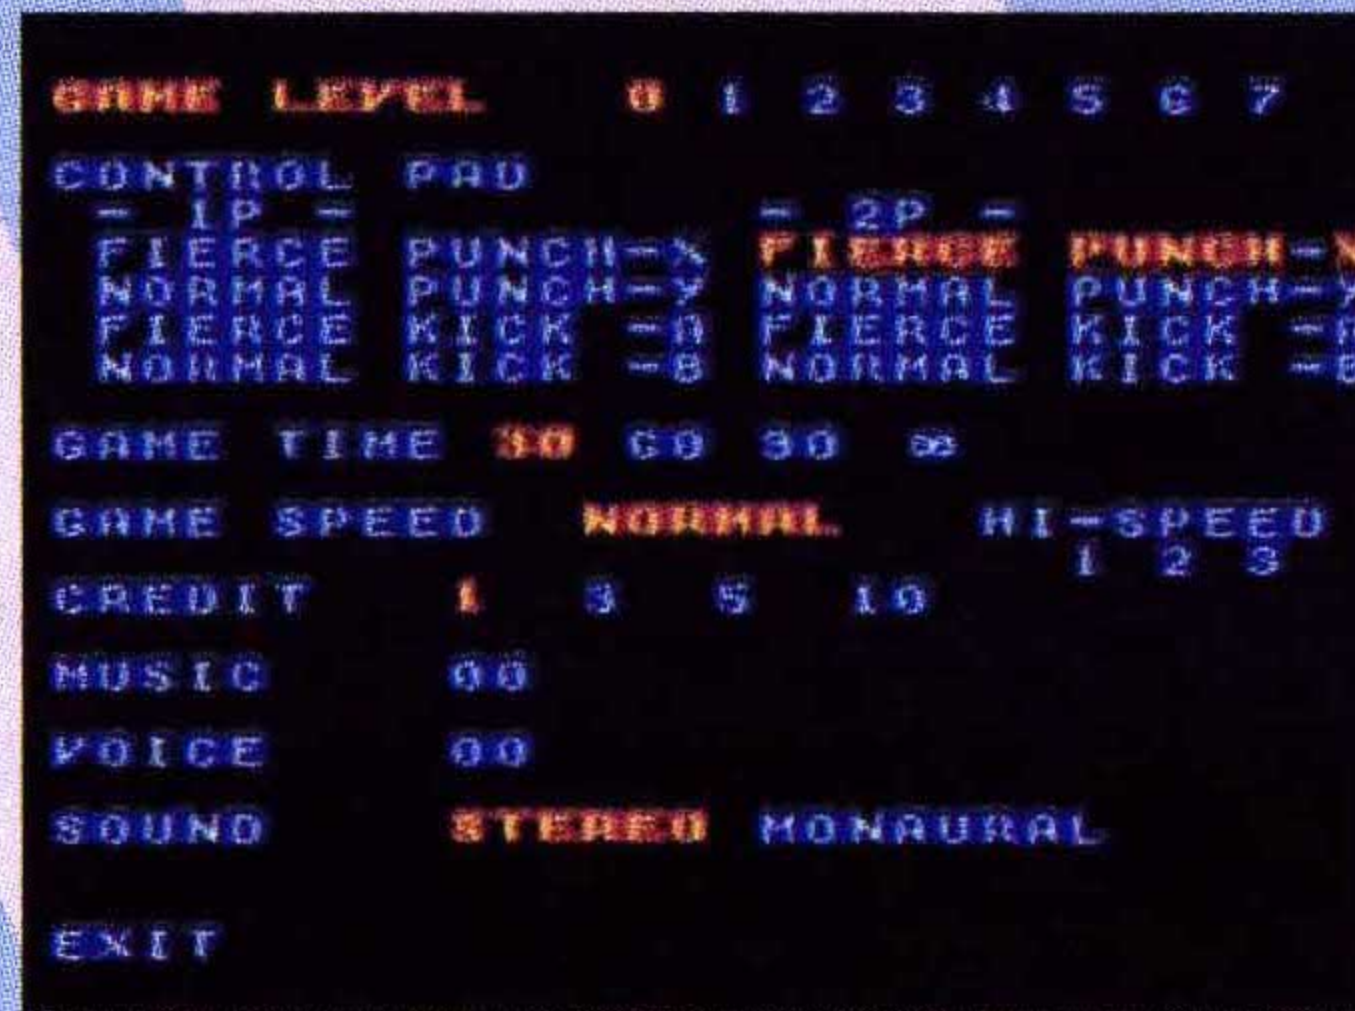 GAME LEVEL 0 1 2 3 4 5 6 7
CONTROL PAD
- 1P - - 2P -
FIERCE PUNCH-X FIERCE PUNCH-X
NORMAL PUNCH-Y NORMAL PUNCH-Y
FIERCE KICK -A FIERCE KICK -A
NORMAL KICK -B NORMAL KICK -B
GAME TIME 30 60 90 ∞
GAME SPEED NORMAL HI-SPEED
1 2 3
CREDIT 1 3 5 10
MUSIC 00
VOICE 00
SOUND STEREO MONAURAL
EXIT